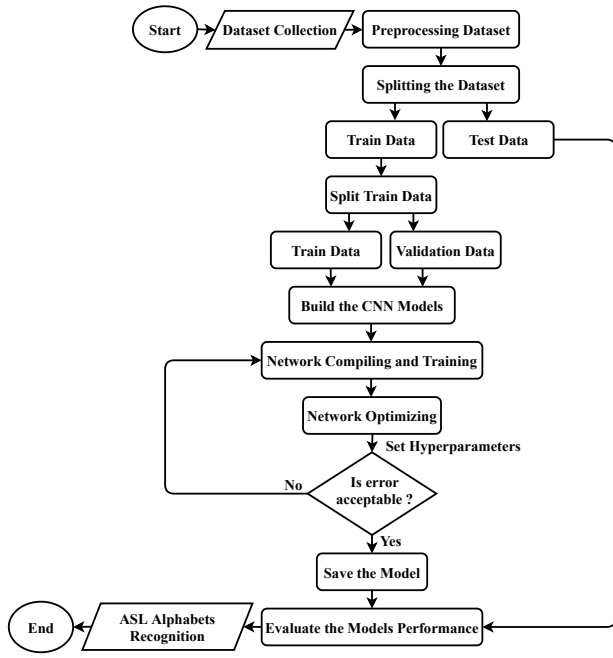 Start
Dataset Collection
Preprocessing Dataset
Splitting the Dataset
Train Data
Test Data
Split Train Data
Train Data
Validation Data
Build the CNN Models
Network Compiling and Training
Network Optimizing
Set Hyperparameters
No
Is error
acceptable ?
Yes
Save the Model
End
ASL Alphabets
Recognition
Evaluate the Models Performance